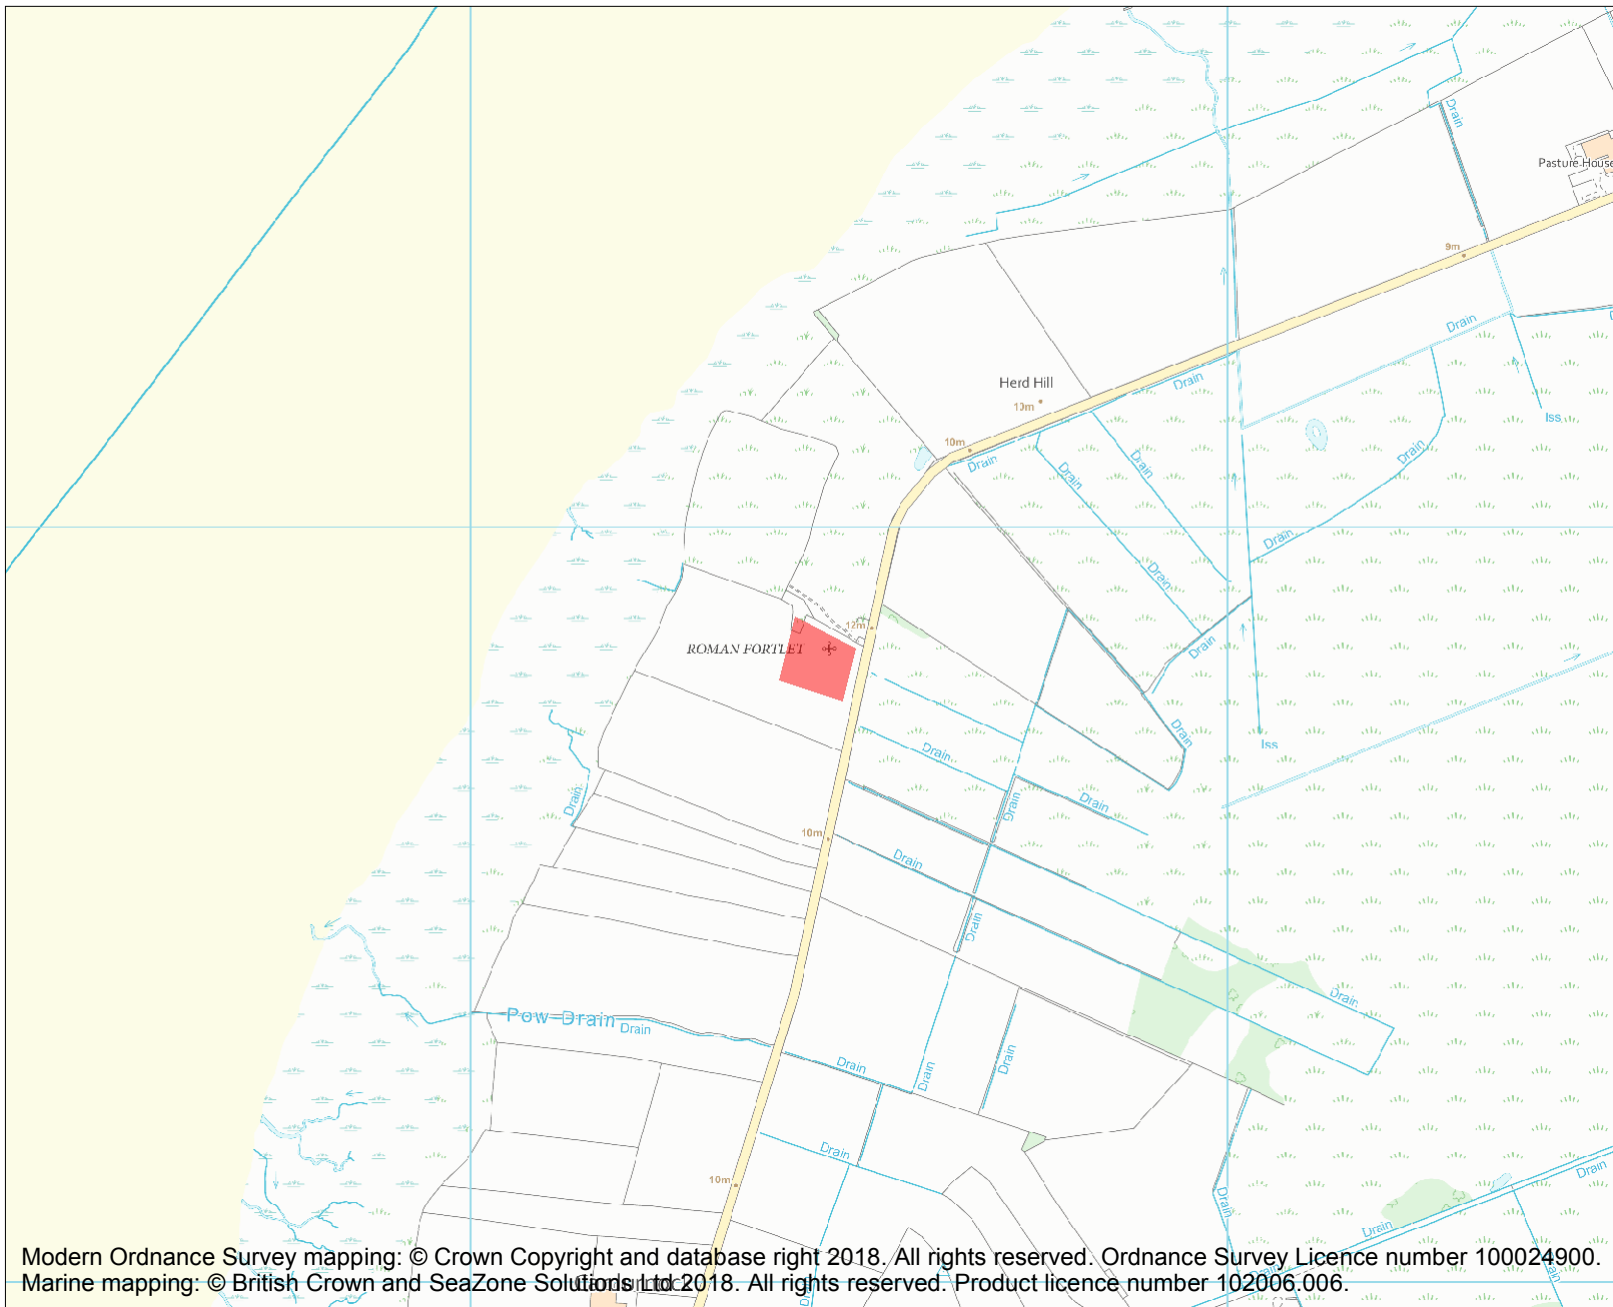 Drain
Pasture House
9m
Drain
Herd Hill
10m
Drain
Iss
10m
Drain
Drain
Drain
Drain
Drain
Drain
12m
ROMAN FORTLET
Drain
Drain
Iss
Drain
Drain
Drain
Drain
10m
Drain
Drain
Drain
Pow Drain
Drain
Drain
Drain
Drain
Drain
10m
Drain
Drain
Drain
Modern Ordnance Survey mapping: © Crown Copyright and database right 2018. All rights reserved. Ordnance Survey Licence number 100024900.
Drain
Drain
Marine mapping: © British Crown and SeaZone Solutions Ltd 2018. All rights reserved. Product licence number 102006.006.
Drain